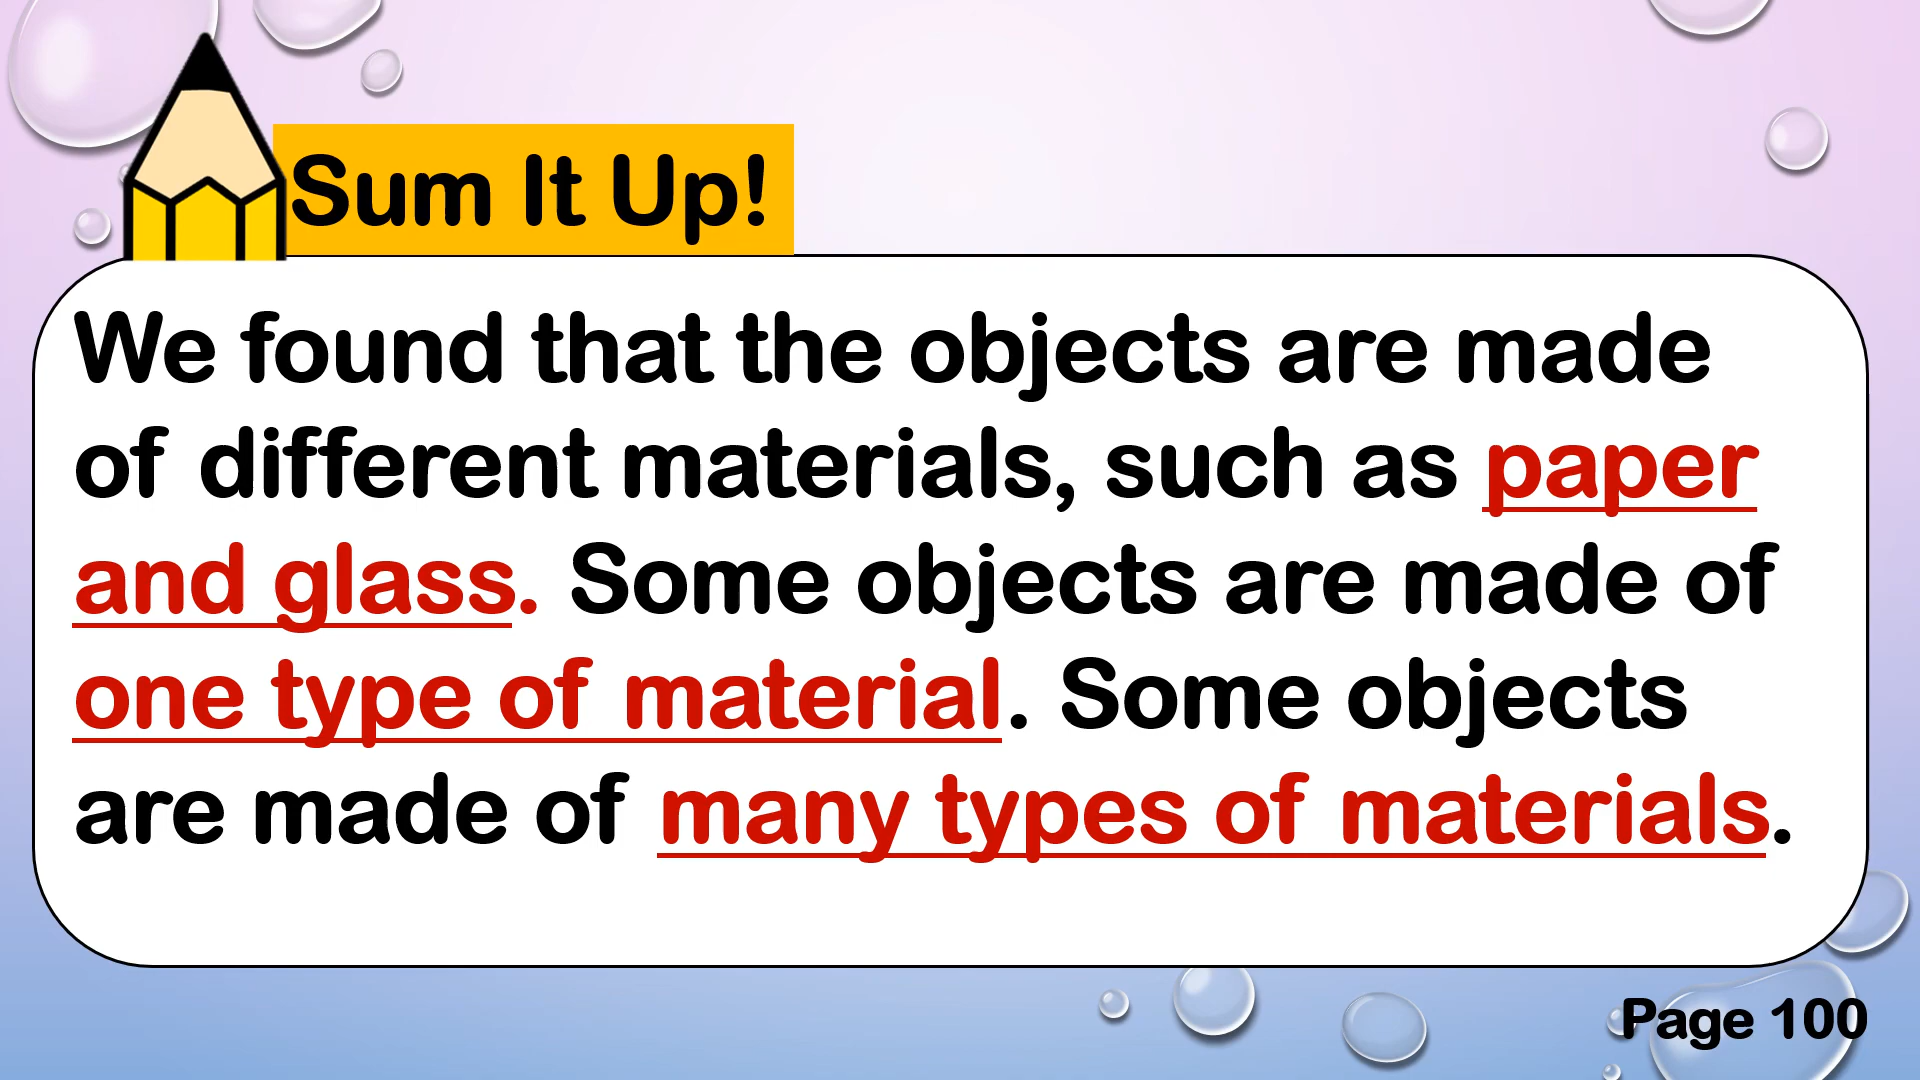 Sum It Up!
We found that the objects are made
of different materials, such as paper
and glass. Some objects are made of
one type of material. Some objects
are made of many types of materials.
Page 100